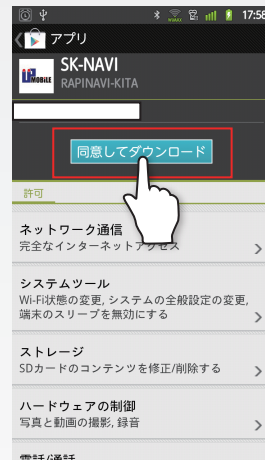 17:58
アプリ
SK-NAVI
RAPINAVI-KITA
MOBILE
同意してダウンロード
許可
ネットワーク通信
完全なインターネットアクセス
システムツール
Wi-Fi状態の変更, システムの全般設定の変更,
端末のスリープを無効にする
ストレージ
SDカードのコンテンツを修正/削除する
ハードウェアの制御
写真と動画の撮影, 録音
電話/通話